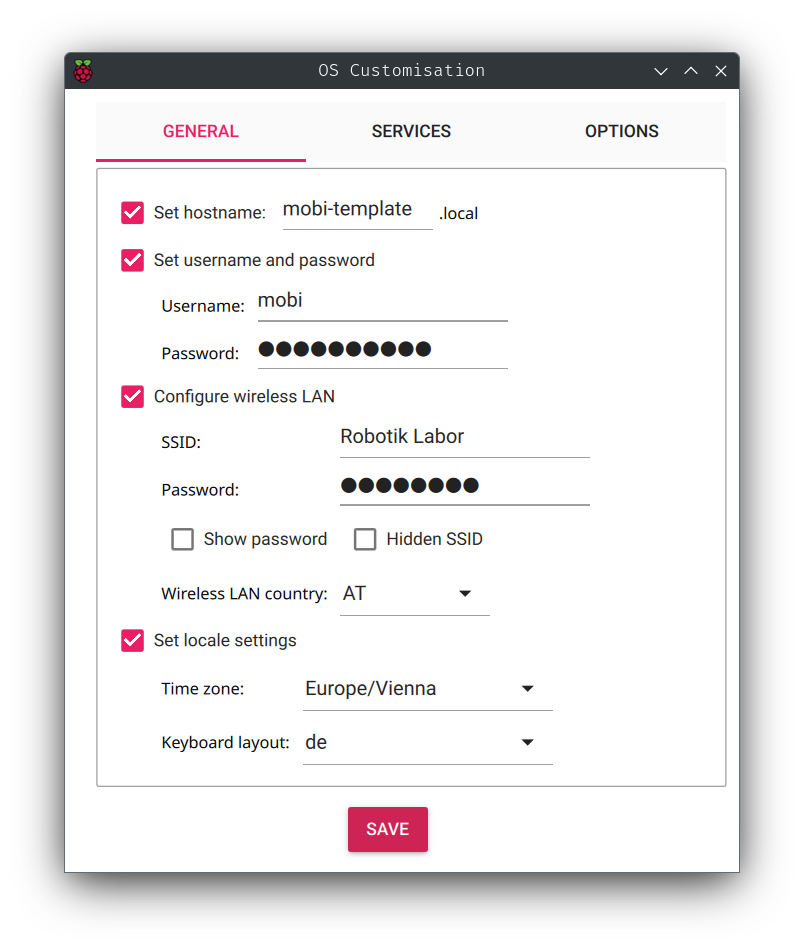 OS Customisation
GENERAL SERVICES OPTIONS
Set hostname: mobi-template .local
Set username and password
Username: mobi
Password: ●●●●●●●●●●
Configure wireless LAN
SSID: Robotik Labor
Password: ●●●●●●●●
Show password Hidden SSID
Wireless LAN country: AT
Set locale settings
Time zone: Europe/Vienna
Keyboard layout: de
SAVE